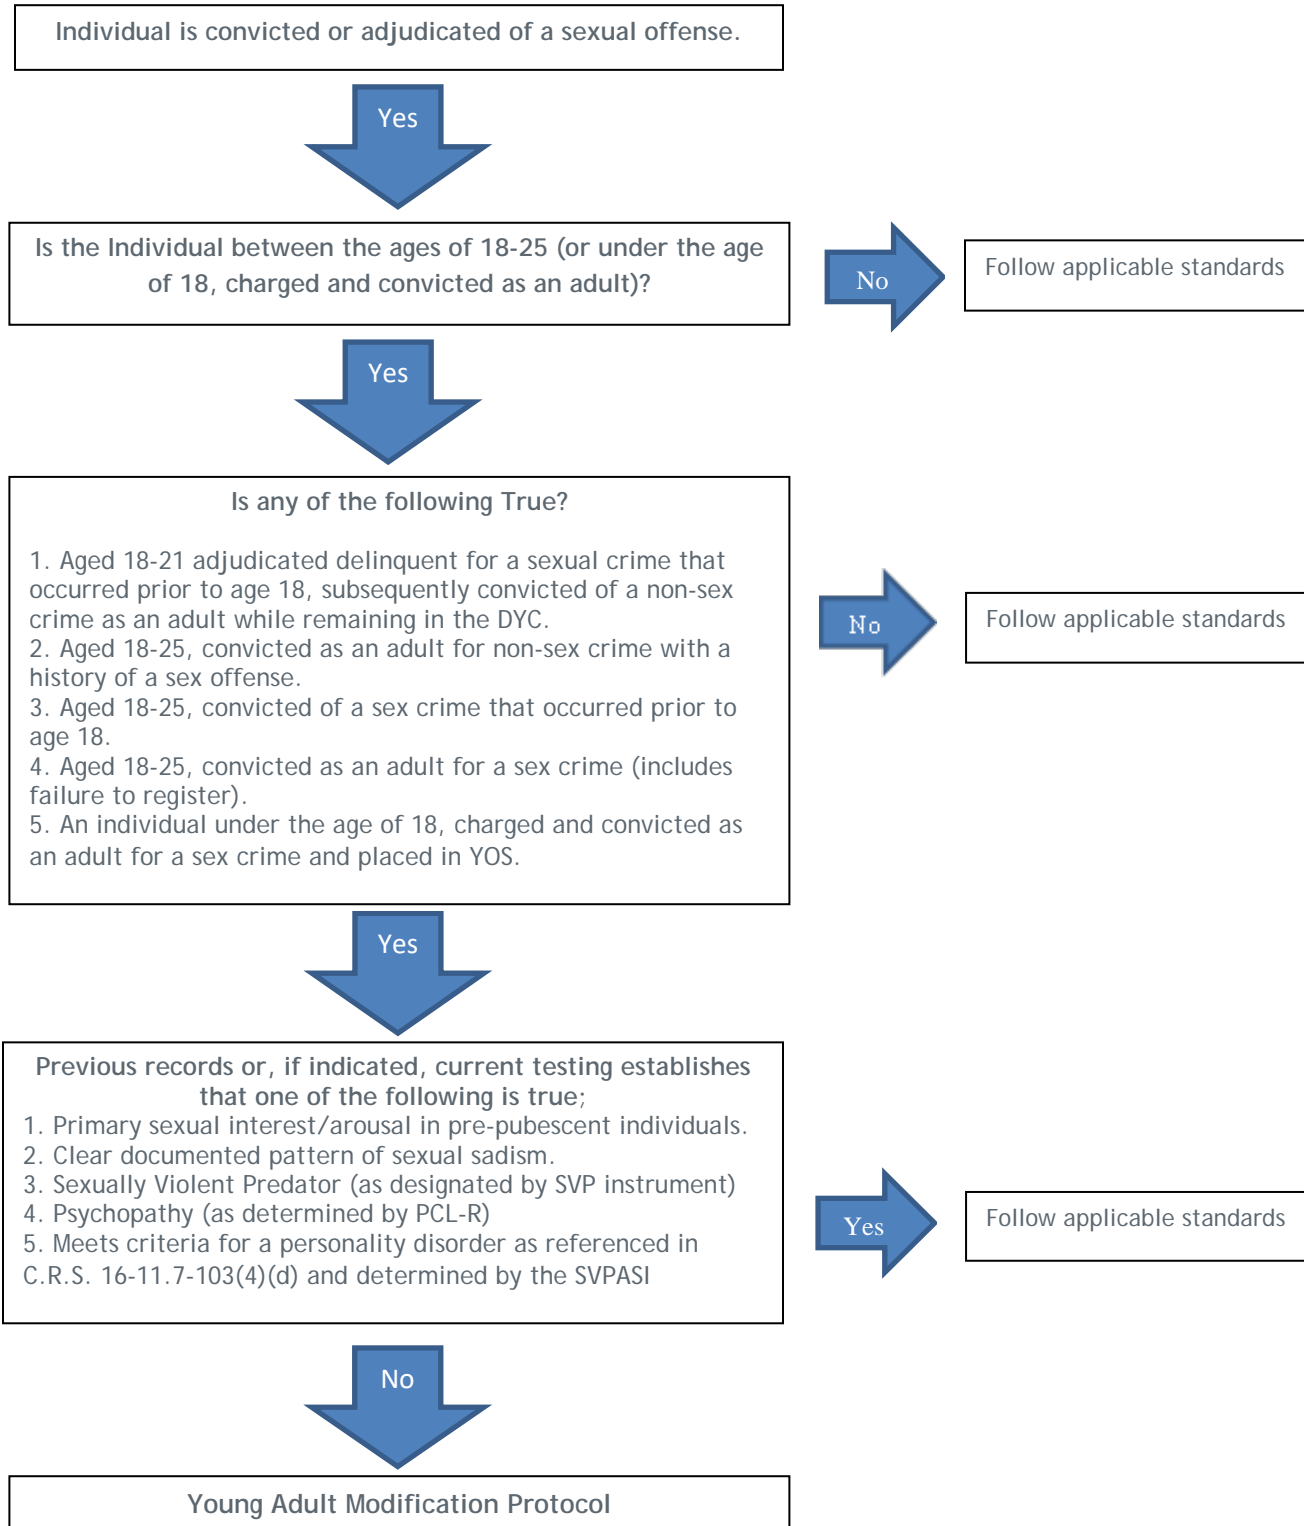 Individual is convicted or adjudicated of a sexual offense.
Yes
Is the Individual between the ages of 18-25 (or under the age
of 18, charged and convicted as an adult)?
No
Follow applicable standards
Yes
Is any of the following True?
1. Aged 18-21 adjudicated delinquent for a sexual crime that
occurred prior to age 18, subsequently convicted of a non-sex
crime as an adult while remaining in the DYC.
2. Aged 18-25, convicted as an adult for non-sex crime with a
history of a sex offense.
3. Aged 18-25, convicted of a sex crime that occurred prior to
age 18.
4. Aged 18-25, convicted as an adult for a sex crime (includes
failure to register).
5. An individual under the age of 18, charged and convicted as
an adult for a sex crime and placed in YOS.
No
Follow applicable standards
Yes
Previous records or, if indicated, current testing establishes
that one of the following is true;
1. Primary sexual interest/arousal in pre-pubescent individuals.
2. Clear documented pattern of sexual sadism.
3. Sexually Violent Predator (as designated by SVP instrument)
4. Psychopathy (as determined by PCL-R)
5. Meets criteria for a personality disorder as referenced in
C.R.S. 16-11.7-103(4)(d) and determined by the SVPASI
Yes
Follow applicable standards
No
Young Adult Modification Protocol